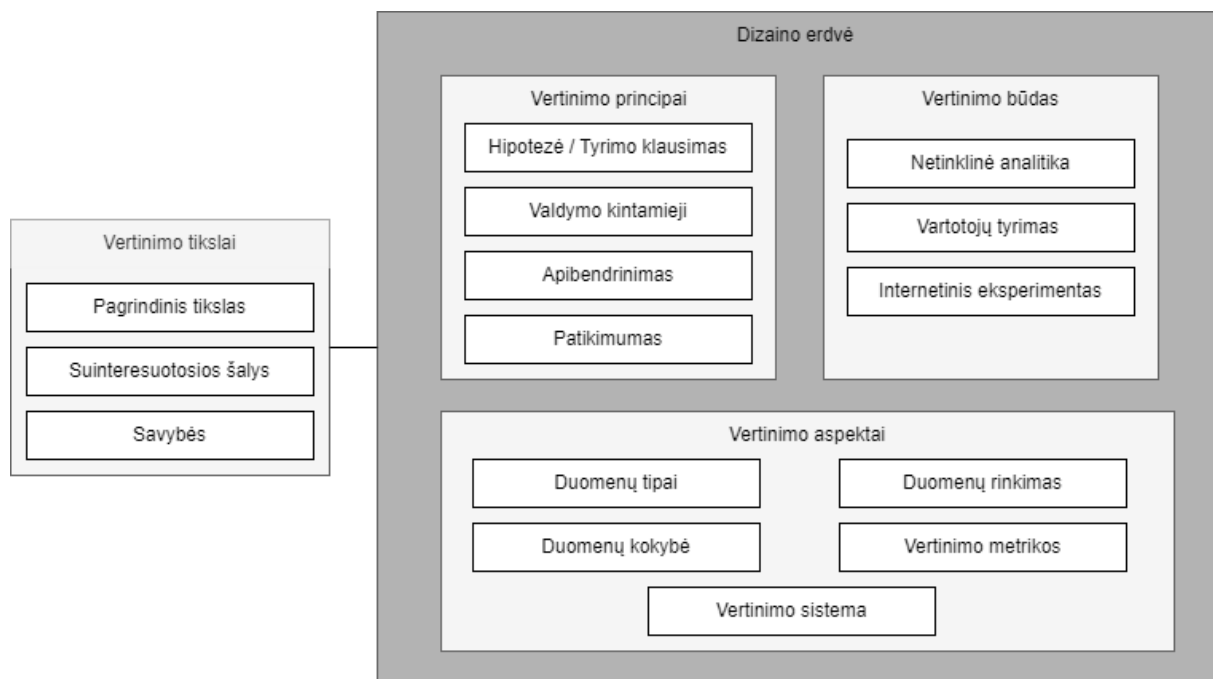 Dizaino erdvė
Vertinimo principai
Hipotezė / Tyrimo klausimas
Valdymo kintamieji
Apibendrinimas
Patikimumas
Vertinimo būdas
Netinklinė analitika
Vartotojų tyrimas
Internetinis eksperimentas
Vertinimo tikslai
Pagrindinis tikslas
Suinteresuotosios šalys
Savybės
Vertinimo aspektai
Duomenų tipai
Duomenų rinkimas
Duomenų kokybė
Vertinimo metrikos
Vertinimo sistema